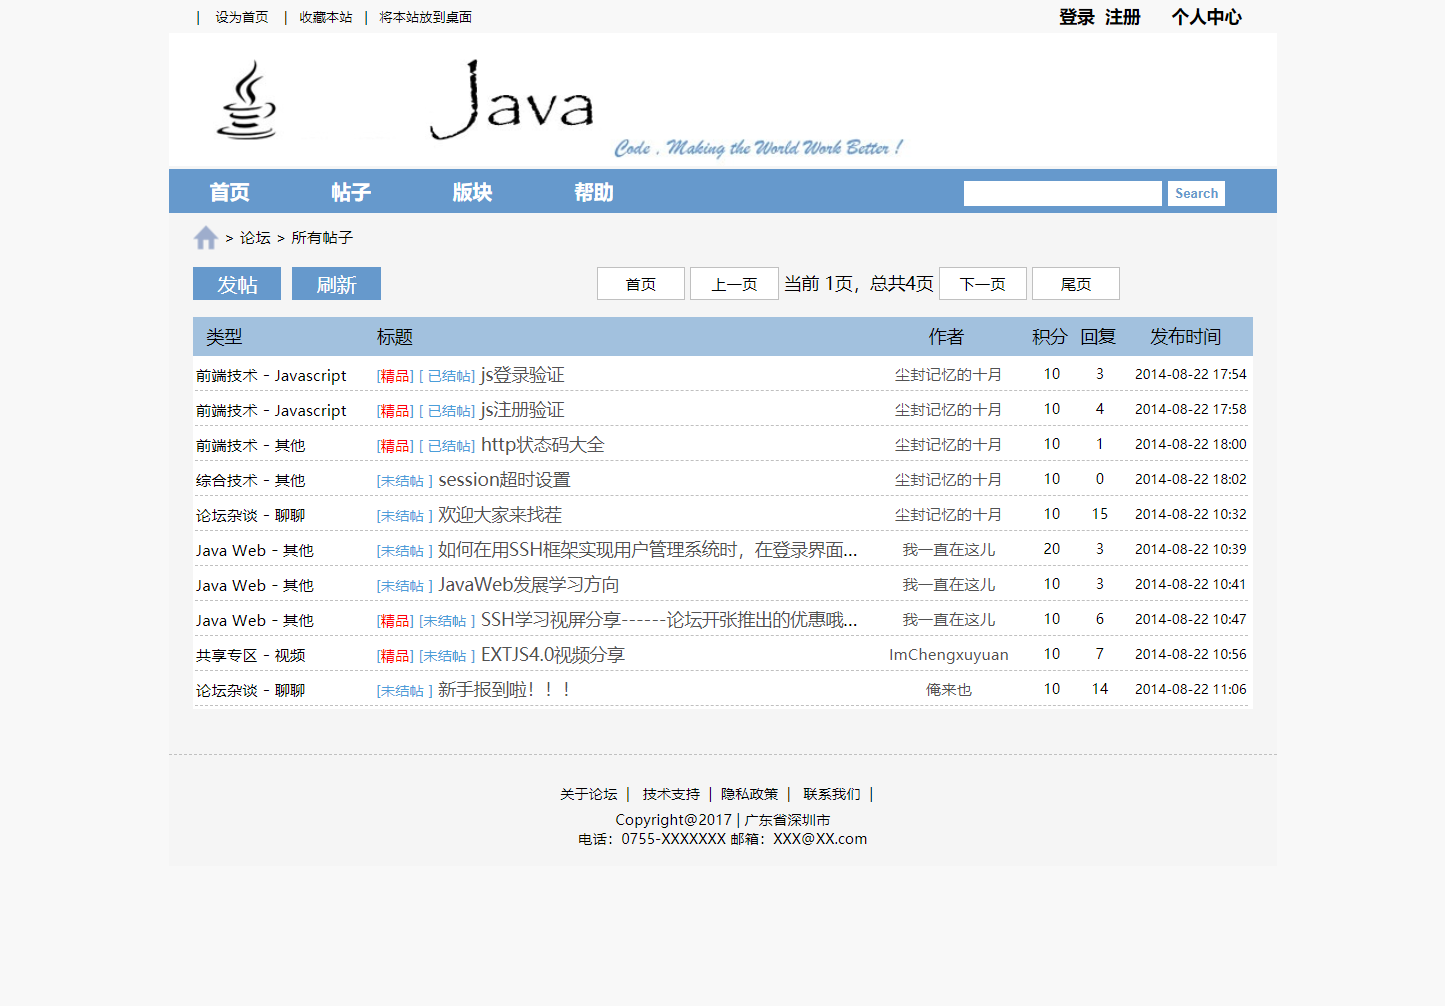 | 设为首页 | 收藏本站 | 将本站放到桌面 登录 注册 个人中心
Java
Code , Making the World Work Better !
首页 帖子 版块 帮助 Search
> 论坛 > 所有帖子
发帖 刷新 首页 上一页 当前 1页，总共4页 下一页 尾页
类型 标题 作者 积分 回复 发布时间
前端技术 - Javascript [精品] [ 已结帖] js登录验证 尘封记忆的十月 10 3 2014-08-22 17:54
前端技术 - Javascript [精品] [ 已结帖] js注册验证 尘封记忆的十月 10 4 2014-08-22 17:58
前端技术 - 其他 [精品] [ 已结帖] http状态码大全 尘封记忆的十月 10 1 2014-08-22 18:00
综合技术 - 其他 [未结帖 ] session超时设置 尘封记忆的十月 10 0 2014-08-22 18:02
论坛杂谈 - 聊聊 [未结帖 ] 欢迎大家来找茬 尘封记忆的十月 10 15 2014-08-22 10:32
Java Web - 其他 [未结帖 ] 如何在用SSH框架实现用户管理系统时，在登录界面... 我一直在这儿 20 3 2014-08-22 10:39
Java Web - 其他 [未结帖 ] JavaWeb发展学习方向 我一直在这儿 10 3 2014-08-22 10:41
Java Web - 其他 [精品] [未结帖 ] SSH学习视屏分享------论坛开张推出的优惠哦... 我一直在这儿 10 6 2014-08-22 10:47
共享专区 - 视频 [精品] [未结帖 ] EXTJS4.0视频分享 ImChengxuyuan 10 7 2014-08-22 10:56
论坛杂谈 - 聊聊 [未结帖 ] 新手报到啦！！！ 俺来也 10 14 2014-08-22 11:06
关于论坛 | 技术支持 | 隐私政策 | 联系我们 |
Copyright@2017 | 广东省深圳市
电话：0755-XXXXXXX 邮箱：XXX@XX.com